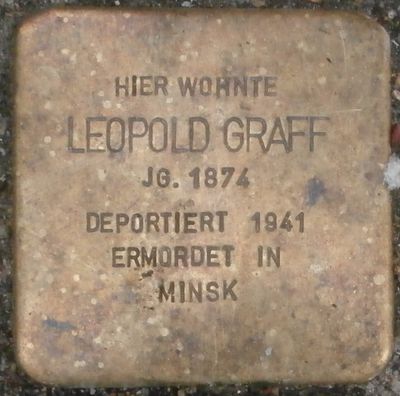 HIER WOHNTE
LEOPOLD GRAFF
JG. 1874
DEPORTIERT 1941
ERMORDET IN
MINSK